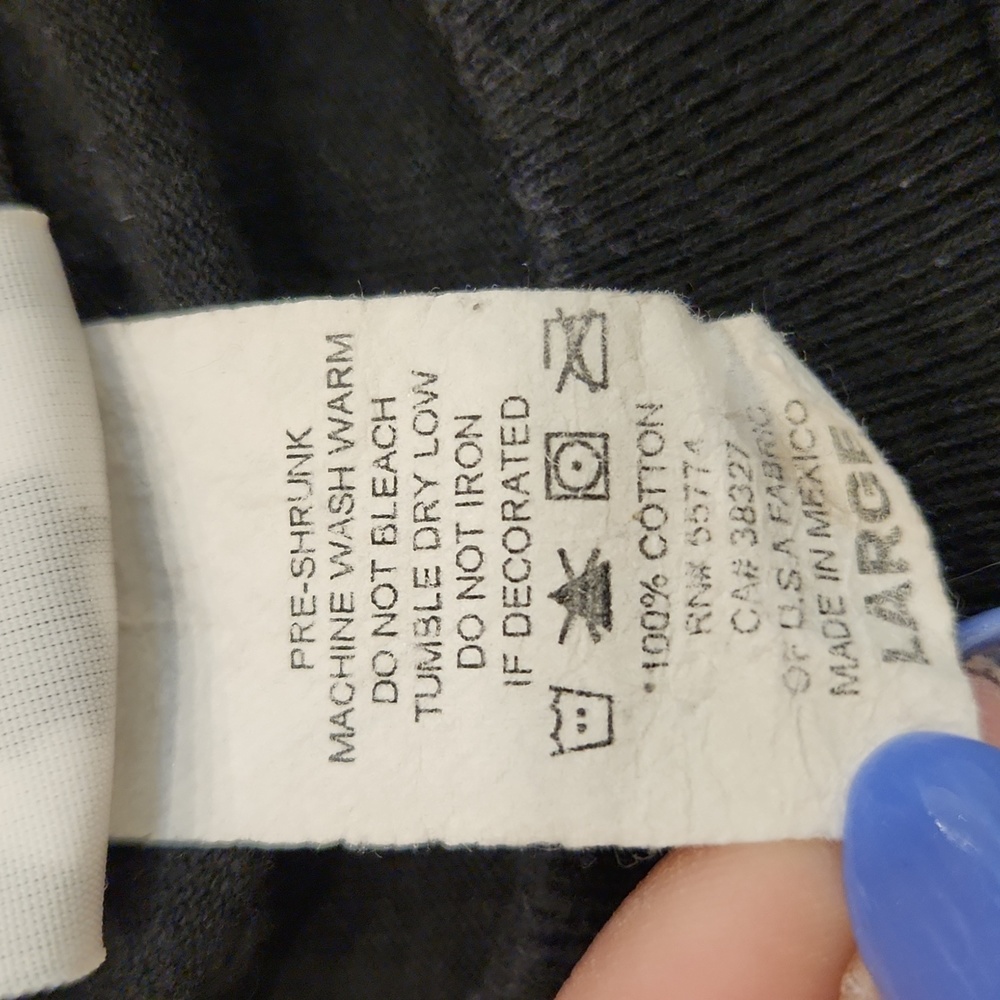 PRE-SHRUNK
MACHINE WASH WARM
DO NOT BLEACH
TUMBLE DRY LOW
DO NOT IRON
IF DECORATED
*100% COTTON
RN# 55774
CA# 38327
OF U.S.A FABRIC
MADE IN MEXICO
LARGE